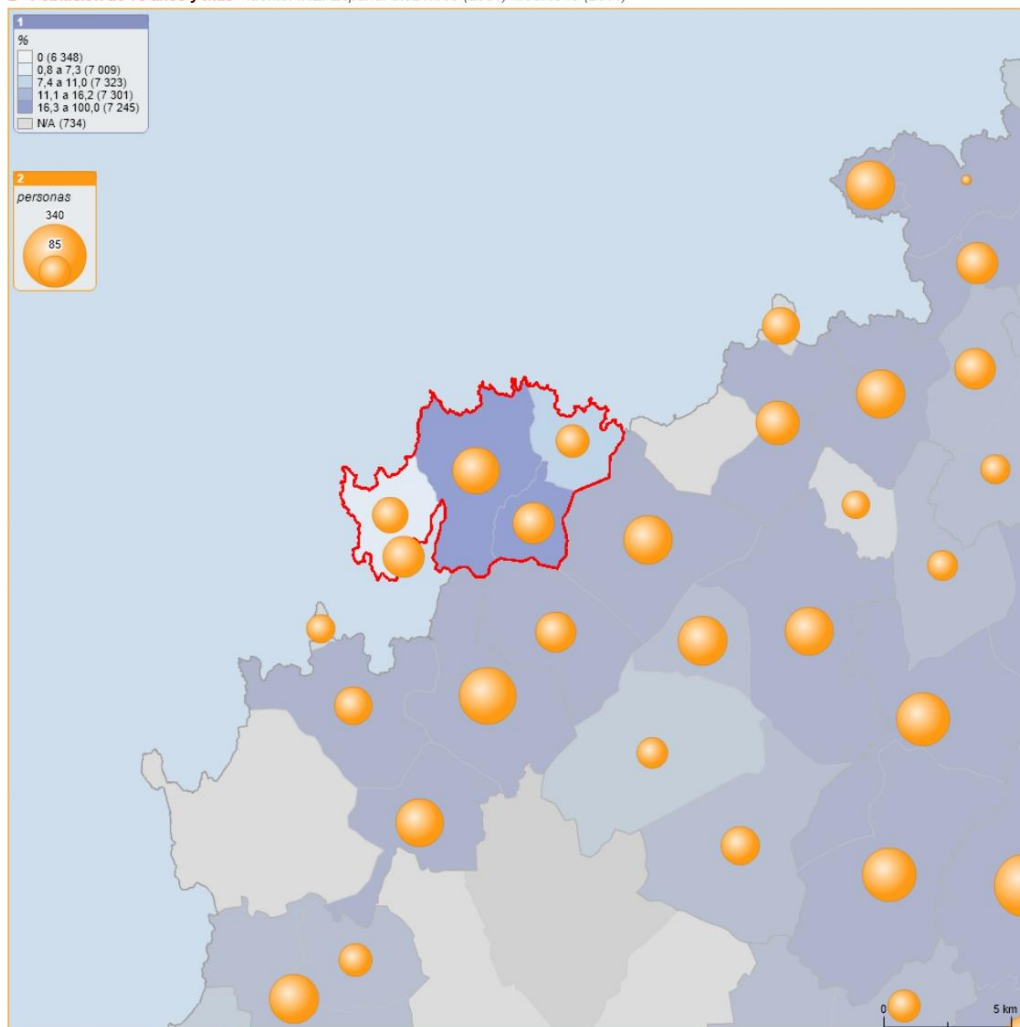 1
%
0 (6 348)
0,8 a 7,3 (7 009)
7,4 a 11,0 (7 323)
11,1 a 16,2 (7 301)
16,3 a 100,0 (7 245)
N/A (734)
2
personas
340
85
0
5 km